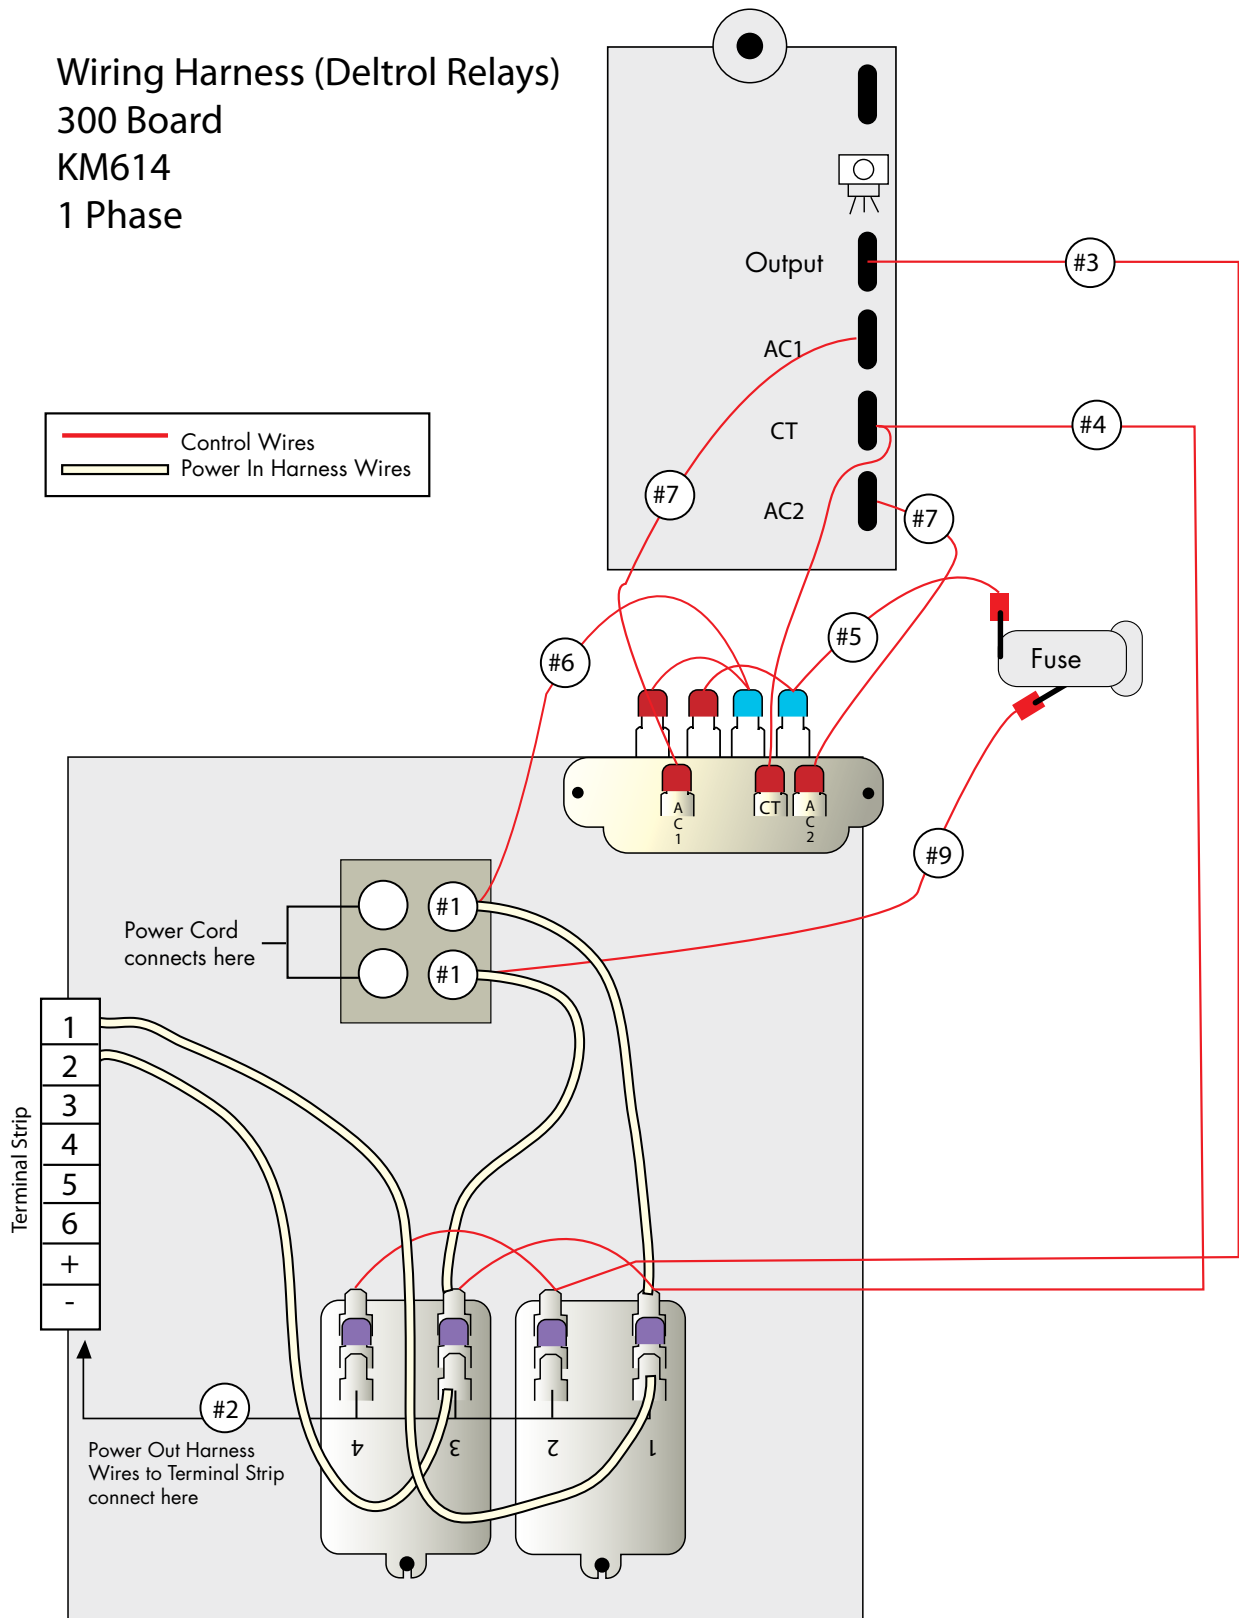 Wiring Harness (Deltrol Relays)
300 Board
KM614
1 Phase
Output
#3
AC1
Control Wires
Power In Harness Wires
CT
#4
#7
AC2
#7
#5
#6
Fuse
A
C
1
CT
A
C
2
#9
#1
Power Cord
connects here
#1
Terminal Strip
1
2
3
4
5
6
+
-
#2
4
3
2
1
Power Out Harness
Wires to Terminal Strip
connect here